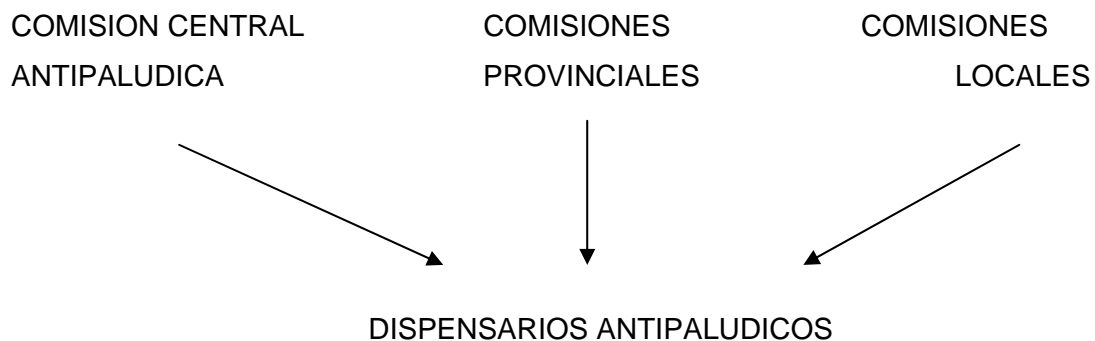 COMISION CENTRAL COMISIONES COMISIONES
ANTIPALUDICA PROVINCIALES LOCALES
DISPENSARIOS ANTIPALUDICOS